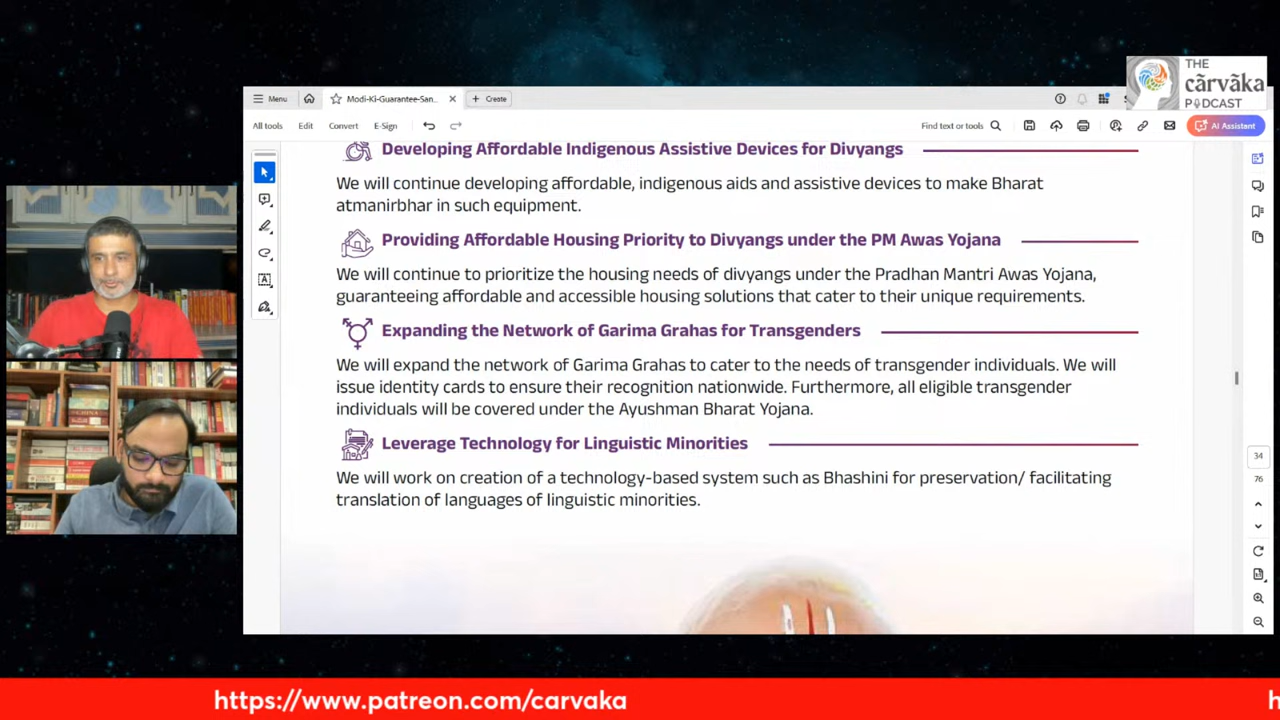 THE
cārvāka
PODCAST
Menu
Modi-Ki-Guarantee-San...
Create
All tools
Edit
Convert
E-Sign
Find text or tools
AI Assistant
Developing Affordable Indigenous Assistive Devices for Divyangs
We will continue developing affordable, indigenous aids and assistive devices to make Bharat
atmanirbhar in such equipment.
Providing Affordable Housing Priority to Divyangs under the PM Awas Yojana
We will continue to prioritize the housing needs of divyangs under the Pradhan Mantri Awas Yojana,
guaranteeing affordable and accessible housing solutions that cater to their unique requirements.
Expanding the Network of Garima Grahas for Transgenders
We will expand the network of Garima Grahas to cater to the needs of transgender individuals. We will
issue identity cards to ensure their recognition nationwide. Furthermore, all eligible transgender
individuals will be covered under the Ayushman Bharat Yojana.
Leverage Technology for Linguistic Minorities
We will work on creation of a technology-based system such as Bhashini for preservation/ facilitating
translation of languages of linguistic minorities.
34
76
https://www.patreon.com/carvaka